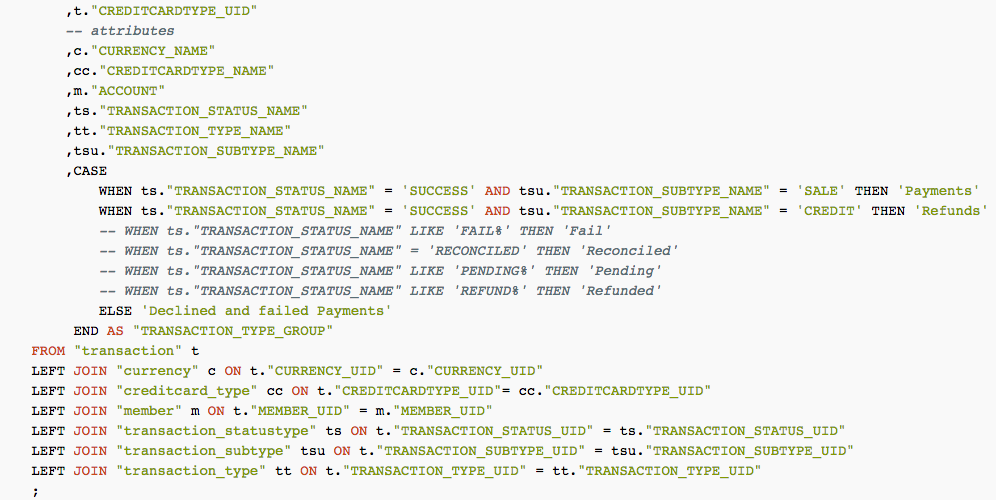 ,t."CREDITCARDTYPE_UID"
-- attributes
,c."CURRENCY_NAME"
,cc."CREDITCARDTYPE_NAME"
,m."ACCOUNT"
,ts."TRANSACTION_STATUS_NAME"
,tt."TRANSACTION_TYPE_NAME"
,tsu."TRANSACTION_SUBTYPE_NAME"
,CASE
WHEN ts."TRANSACTION_STATUS_NAME" = 'SUCCESS' AND tsu."TRANSACTION_SUBTYPE_NAME" = 'SALE' THEN 'Payments'
WHEN ts."TRANSACTION_STATUS_NAME" = 'SUCCESS' AND tsu."TRANSACTION_SUBTYPE_NAME" = 'CREDIT' THEN 'Refunds'
-- WHEN ts."TRANSACTION_STATUS_NAME" LIKE 'FAIL%' THEN 'Fail'
-- WHEN ts."TRANSACTION_STATUS_NAME" = 'RECONCILED' THEN 'Reconciled'
-- WHEN ts."TRANSACTION_STATUS_NAME" LIKE 'PENDING%' THEN 'Pending'
-- WHEN ts."TRANSACTION_STATUS_NAME" LIKE 'REFUND%' THEN 'Refunded'
ELSE 'Declined and failed Payments'
END AS "TRANSACTION_TYPE_GROUP"
FROM "transaction" t
LEFT JOIN "currency" c ON t."CURRENCY_UID" = c."CURRENCY_UID"
LEFT JOIN "creditcard_type" cc ON t."CREDITCARDTYPE_UID"= cc."CREDITCARDTYPE_UID"
LEFT JOIN "member" m ON t."MEMBER_UID" = m."MEMBER_UID"
LEFT JOIN "transaction_statustype" ts ON t."TRANSACTION_STATUS_UID" = ts."TRANSACTION_STATUS_UID"
LEFT JOIN "transaction_subtype" tsu ON t."TRANSACTION_SUBTYPE_UID" = tsu."TRANSACTION_SUBTYPE_UID"
LEFT JOIN "transaction_type" tt ON t."TRANSACTION_TYPE_UID" = tt."TRANSACTION_TYPE_UID"
;